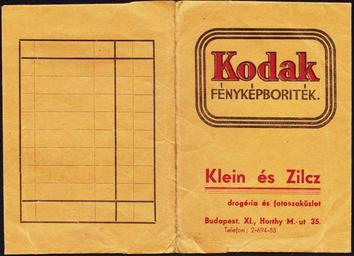 Kodak
FÉNYKÉPBORITÉK.
Klein és Zilcz
drogéria és fotoszaküzlet
Budapest. XI., Horthy M.-ut 35.
Telefon: 2-694-83